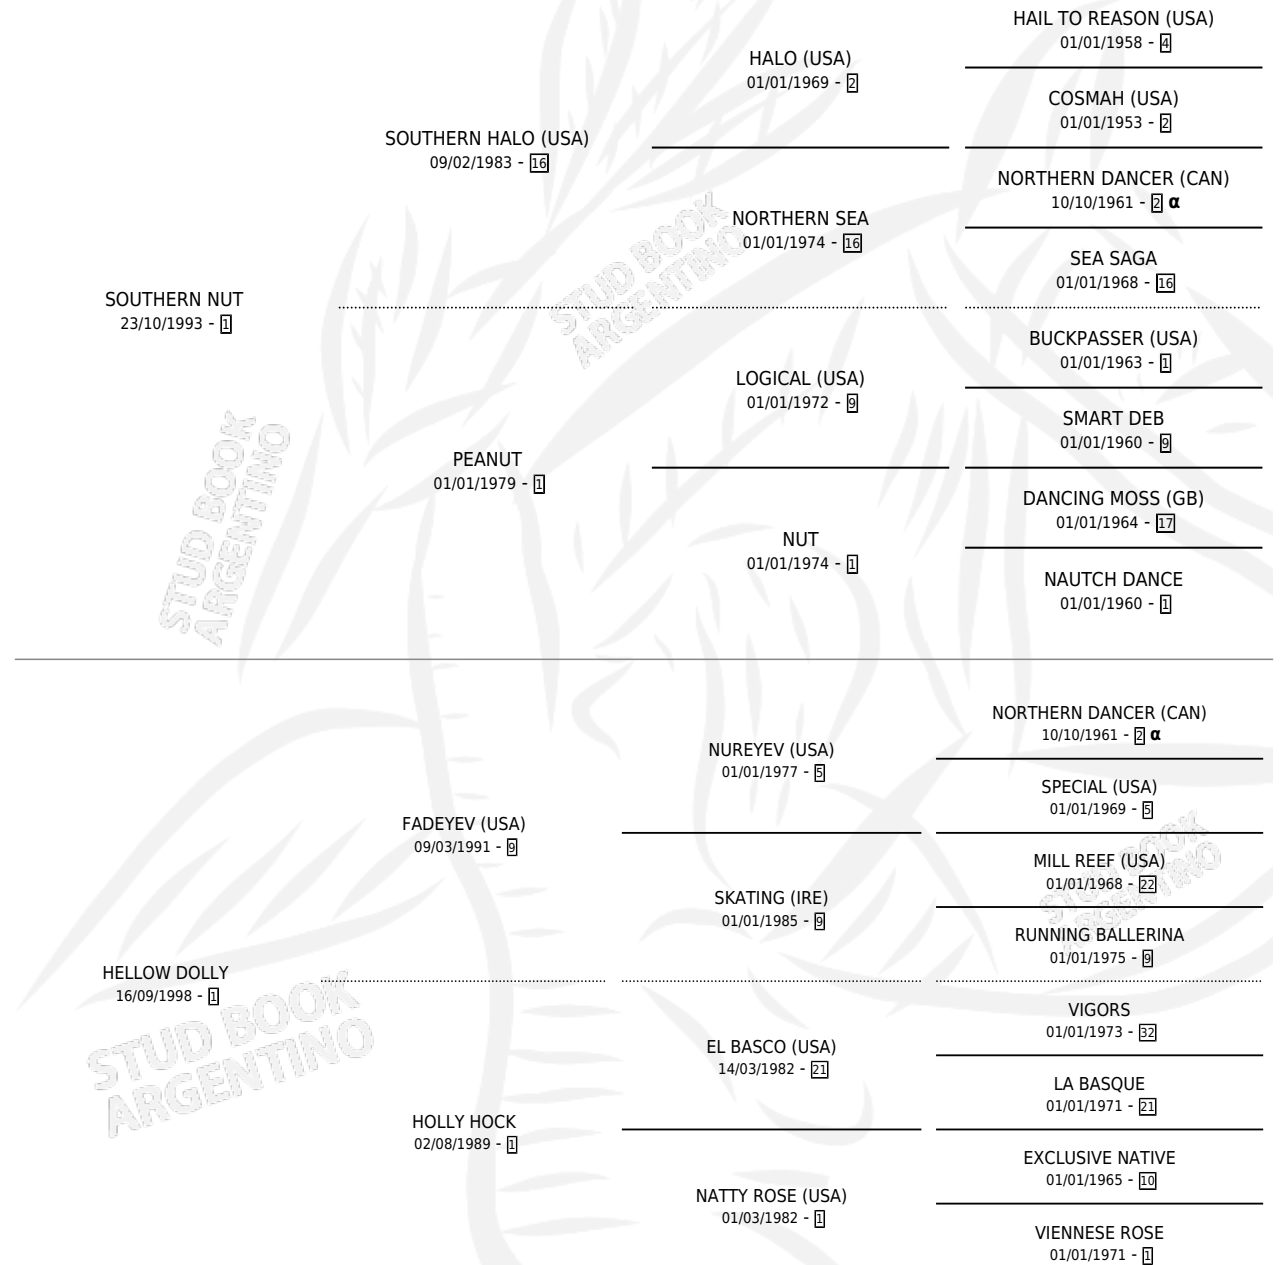 HAIL TO REASON (USA)
01/01/1958 - 4
HALO (USA)
01/01/1969 - 2
COSMAH (USA)
01/01/1953 - 2
SOUTHERN HALO (USA)
09/02/1983 - 16
NORTHERN DANCER (CAN)
10/10/1961 - 2 α
NORTHERN SEA
01/01/1974 - 16
SEA SAGA
01/01/1968 - 16
SOUTHERN NUT
23/10/1993 - 1
BUCKPASSER (USA)
01/01/1963 - 1
LOGICAL (USA)
01/01/1972 - 9
SMART DEB
01/01/1960 - 9
PEANUT
01/01/1979 - 1
DANCING MOSS (GB)
01/01/1964 - 17
NUT
01/01/1974 - 1
NAUTCH DANCE
01/01/1960 - 1
NORTHERN DANCER (CAN)
10/10/1961 - 2 α
NUREYEV (USA)
01/01/1977 - 5
SPECIAL (USA)
01/01/1969 - 5
FADEYEV (USA)
09/03/1991 - 9
MILL REEF (USA)
01/01/1968 - 22
SKATING (IRE)
01/01/1985 - 9
RUNNING BALLERINA
01/01/1975 - 9
HELLOW DOLLY
16/09/1998 - 1
VIGORS
01/01/1973 - 32
EL BASCO (USA)
14/03/1982 - 21
LA BASQUE
01/01/1971 - 21
HOLLY HOCK
02/08/1989 - 1
EXCLUSIVE NATIVE
01/01/1965 - 10
NATTY ROSE (USA)
01/03/1982 - 1
VIENNESE ROSE
01/01/1971 - 1
STUD BOOK
ARGENTINO
STUD BOOK
ARGENTINO
STUD BOOK
ARGENTINO
STUD BOOK
ARGENTINO